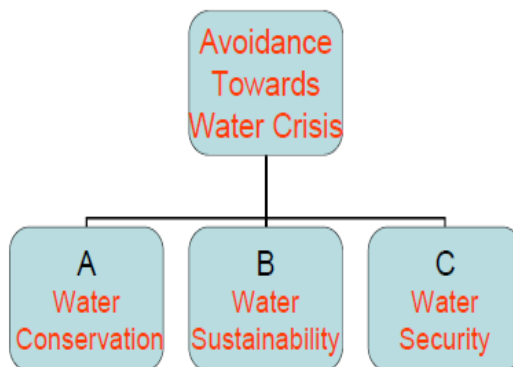 Avoidance
Towards
Water Crisis
A
Water
Conservation
B
Water
Sustainability
C
Water
Security